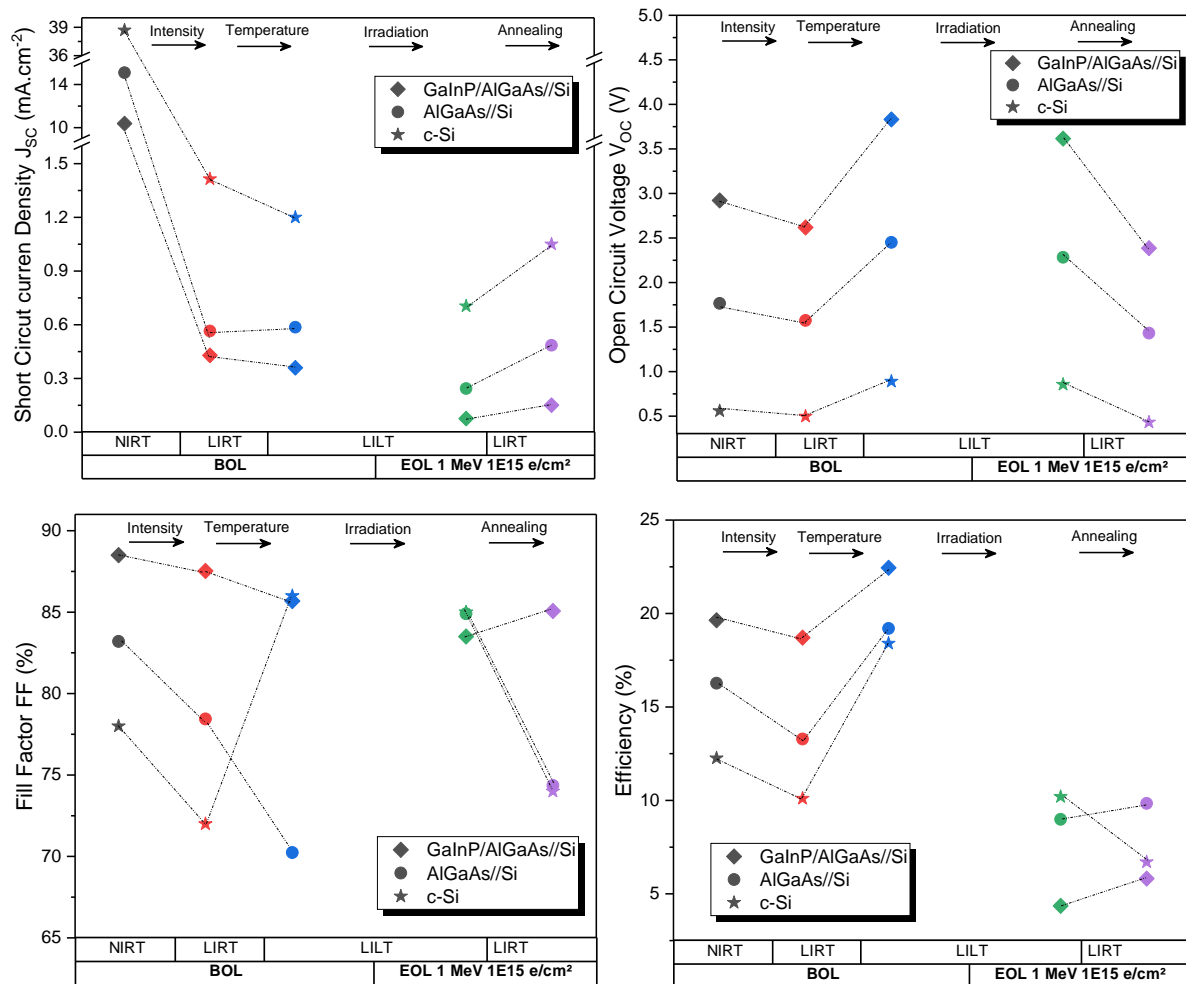 Short Circut curren Density J_SC (mA.cm⁻²)
39
36
14
10
1.5
1.2
0.9
0.6
0.3
0.0
Intensity Temperature Irradiation Annealing
GaInP/AlGaAs//Si
AlGaAs//Si
c-Si
NIRT LIRT LILT LIRT
BOL EOL 1 MeV 1E15 e/cm²
Open Circuit Voltage V_OC (V)
5.0
4.5
4.0
3.5
3.0
2.5
2.0
1.5
1.0
0.5
Intensity Temperature Irradiation Annealing
GaInP/AlGaAs//Si
AlGaAs//Si
c-Si
NIRT LIRT LILT LIRT
BOL EOL 1 MeV 1E15 e/cm²
Fill Factor FF (%)
90
85
80
75
70
65
Intensity Temperature Irradiation Annealing
GaInP/AlGaAs//Si
AlGaAs//Si
c-Si
NIRT LIRT LILT LIRT
BOL EOL 1 MeV 1E15 e/cm²
Efficiency (%)
25
20
15
10
5
Intensity Temperature Irradiation Annealing
GaInP/AlGaAs//Si
AlGaAs//Si
c-Si
NIRT LIRT LILT LIRT
BOL EOL 1 MeV 1E15 e/cm²